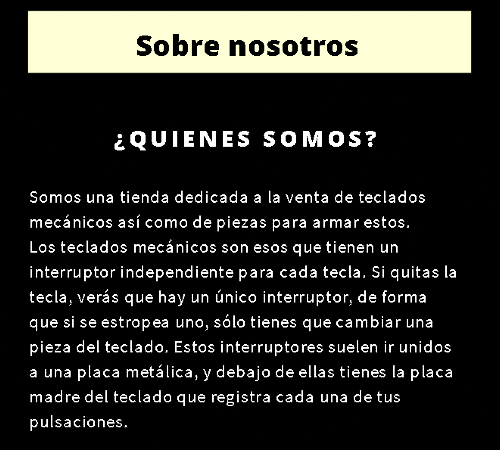 Sobre nosotros
¿QUIENES SOMOS?
Somos una tienda dedicada a la venta de teclados
mecánicos así como de piezas para armar estos.
Los teclados mecánicos son esos que tienen un
interruptor independiente para cada tecla. Si quitas la
tecla, verás que hay un único interruptor, de forma
que si se estropea uno, sólo tienes que cambiar una
pieza del teclado. Estos interruptores suelen ir unidos
a una placa metálica, y debajo de ellas tienes la placa
madre del teclado que registra cada una de tus
pulsaciones.